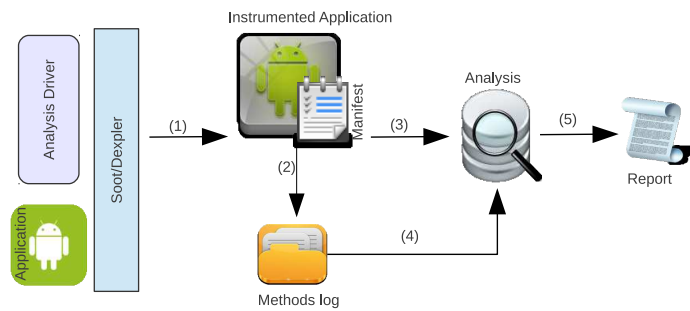 Instrumented Application
Analysis Driver
Soot/Dexpler
Application
(1)
Manifest
(3)
Analysis
(5)
Report
(2)
(4)
Methods log